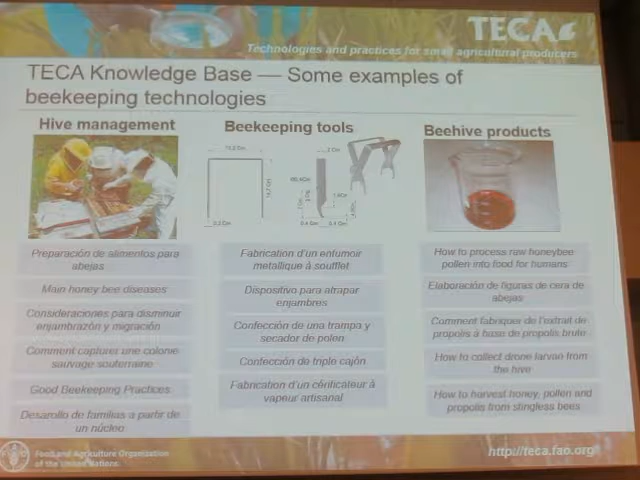 TECA
Technologies and practices for small agricultural producers
TECA Knowledge Base — Some examples of
beekeeping technologies
Hive management
Preparación de alimentos para
abejas
Main honey bee diseases
Consideraciones para disminuir
enjambrazón y migración
Comment capturer une colonie
sauvage souterraine
Good Beekeeping Practices
Desarollo de familias a partir de
un núcleo
Beekeeping tools
Fabrication d'un enfumoir
metallique à soufflet
Dispositivo para atrapar
enjambres
Confección de una trampa y
secador de polen
Confección de triple cajón
Fabrication d'un cérificateur à
vapeur artisanal
Beehive products
How to process raw honeybee
pollen into food for humans
Elaboración de figuras de cera de
abejas
Comment fabriquer de l'extrait de
propolis à base de propolis brute
How to collect drone larvae from
the hive
How to harvest honey, pollen and
propolis from stingless bees
Food and Agriculture Organization
of the United Nations
http://teca.fao.org